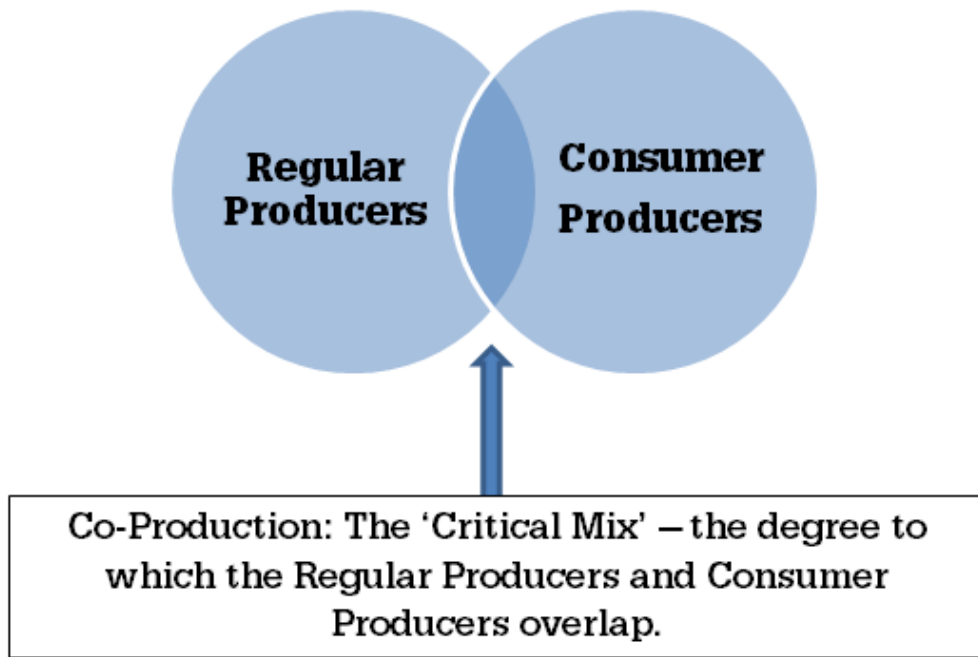 Regular
Producers
Consumer
Producers
Co-Production: The ‘Critical Mix’ – the degree to
which the Regular Producers and Consumer
Producers overlap.